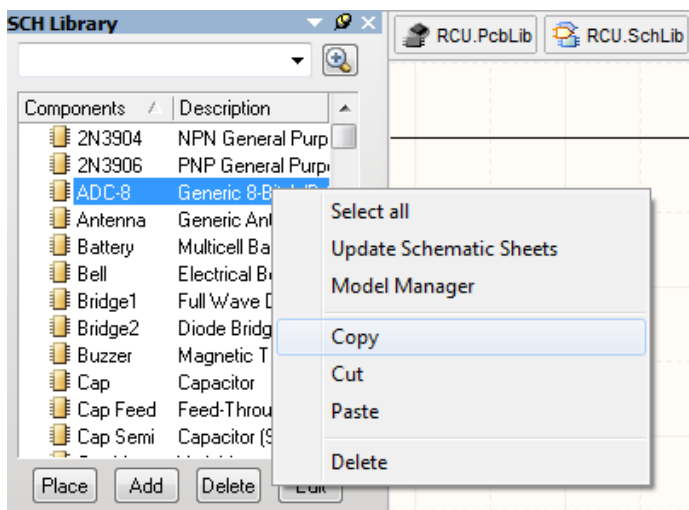 SCH Library
RCU.PcbLib RCU.SchLib
Components Description
2N3904 NPN General Purp
2N3906 PNP General Purp
ADC-8 Generic 8-Bit
Antenna Generic Ant
Battery Multicell Ba
Bell Electrical B
Bridge1 Full Wave D
Bridge2 Diode Bridg
Buzzer Magnetic T
Cap Capacitor
Cap Feed Feed-Throu
Cap Semi Capacitor (S
Select all
Update Schematic Sheets
Model Manager
Copy
Cut
Paste
Delete
Place Add Delete Edit